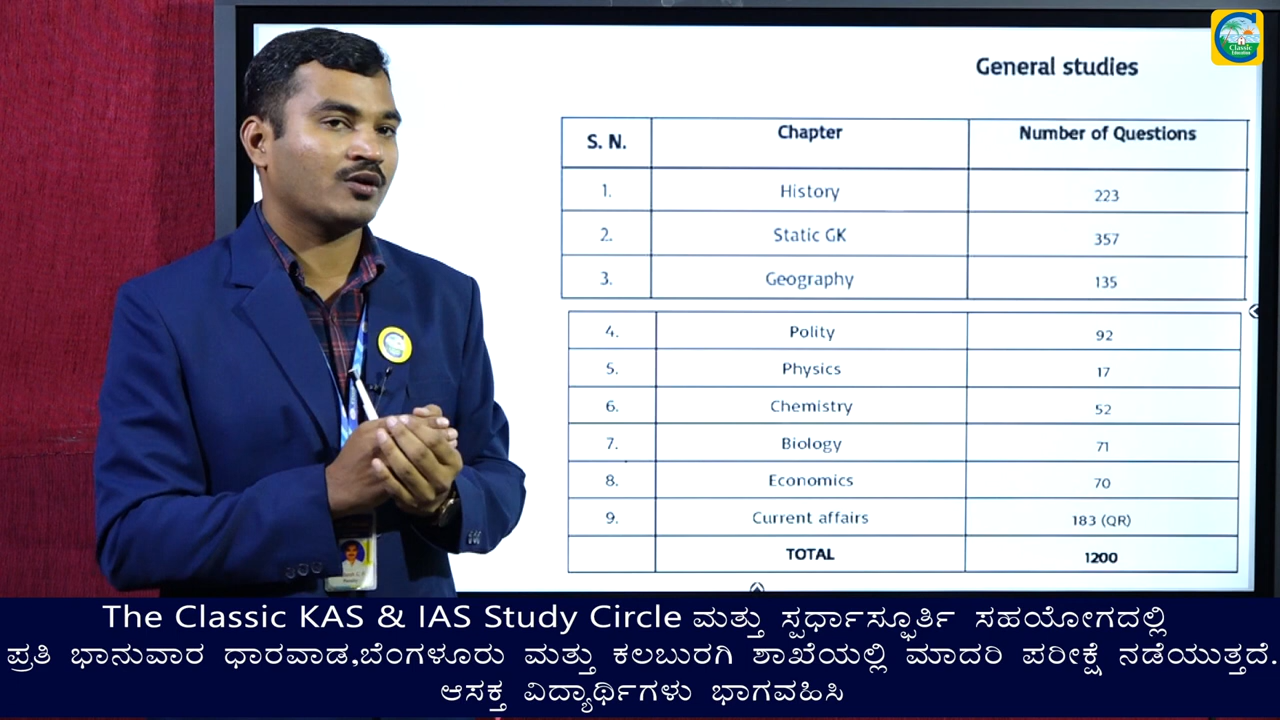 Classic
Education
General studies
S. N. Chapter Number of Questions
1. History 223
2. Static GK 357
3. Geography 135
4. Polity 92
5. Physics 17
6. Chemistry 52
7. Biology 71
8. Economics 70
9. Current affairs 183 (QR)
TOTAL 1200
The Classic KAS & IAS Study Circle ಮತ್ತು ಸ್ಪರ್ಧಾಸ್ಫೂರ್ತಿ ಸಹಯೋಗದಲ್ಲಿ
ಪ್ರತಿ ಭಾನುವಾರ ಧಾರವಾಡ,ಬೆಂಗಳೂರು ಮತ್ತು ಕಲಬುರಗಿ ಶಾಖೆಯಲ್ಲಿ ಮಾದರಿ ಪರೀಕ್ಷೆ ನಡೆಯುತ್ತದೆ.
ಆಸಕ್ತ ವಿದ್ಯಾರ್ಥಿಗಳು ಭಾಗವಹಿಸಿ